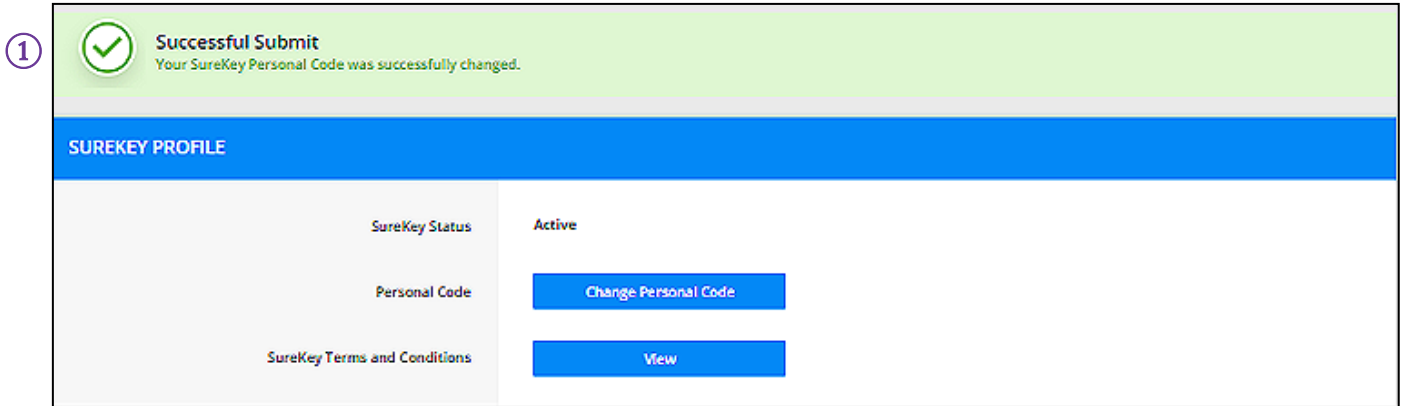 ①
Successful Submit
Your SureKey Personal Code was successfully changed.
SUREKEY PROFILE
SureKey Status Active
Personal Code Change Personal Code
SureKey Terms and Conditions View